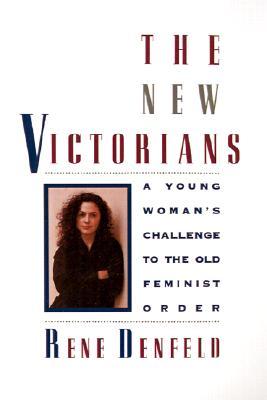 THE
NEW
VICTORIANS
A YOUNG
WOMAN'S
CHALLENGE
TO THE OLD
FEMINIST
ORDER
RENE DENFELD